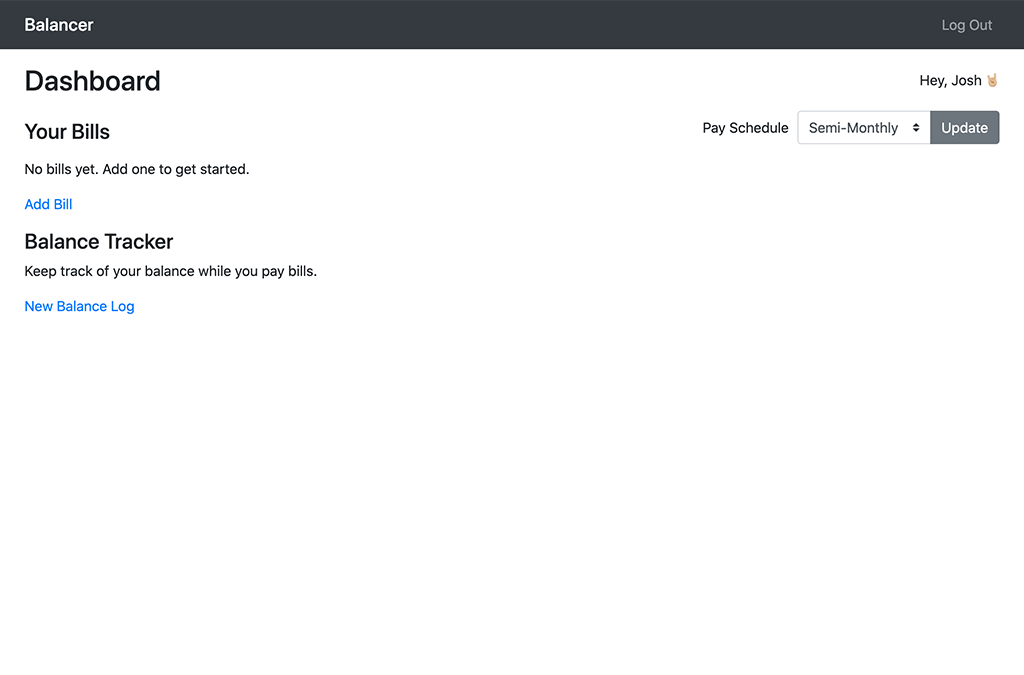 Balancer
Log Out
Dashboard
Hey, Josh 🤘🏼
Your Bills
Pay Schedule
Semi-Monthly
Update
No bills yet. Add one to get started.
Add Bill
Balance Tracker
Keep track of your balance while you pay bills.
New Balance Log